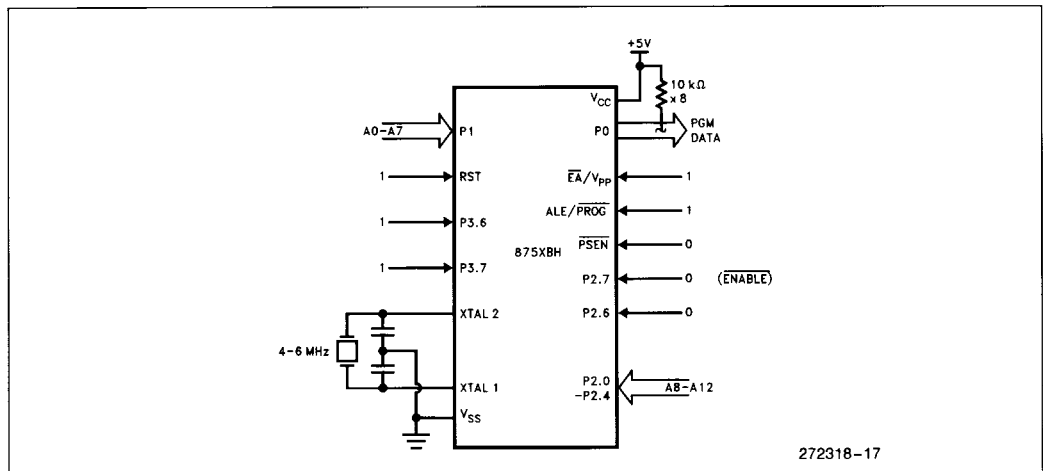 +5V
10 kΩ
x 8
VCC
A0-A7
P1
P0
PGM
DATA
1
RST
EA/VPP
1
ALE/PROG
1
1
P3.6
875XBH
PSEN
0
1
P3.7
P2.7
0
(ENABLE)
XTAL 2
P2.6
0
4-6 MHz
XTAL 1
P2.0
-P2.4
A8-A12
VSS
272318-17